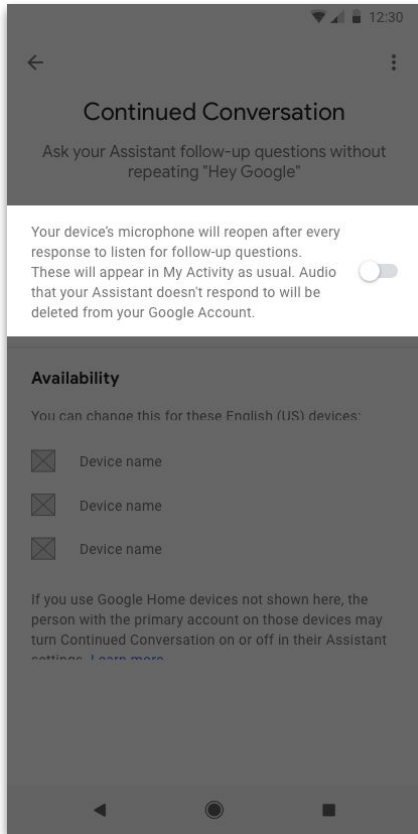 12:30
Continued Conversation
Ask your Assistant follow-up questions without
repeating "Hey Google"
Your device's microphone will reopen after every
response to listen for follow-up questions.
These will appear in My Activity as usual. Audio
that your Assistant doesn't respond to will be
deleted from your Google Account.
Availability
You can change this for these English (US) devices:
Device name
Device name
Device name
If you use Google Home devices not shown here, the
person with the primary account on those devices may
turn Continued Conversation on or off in their Assistant
settings. Learn more